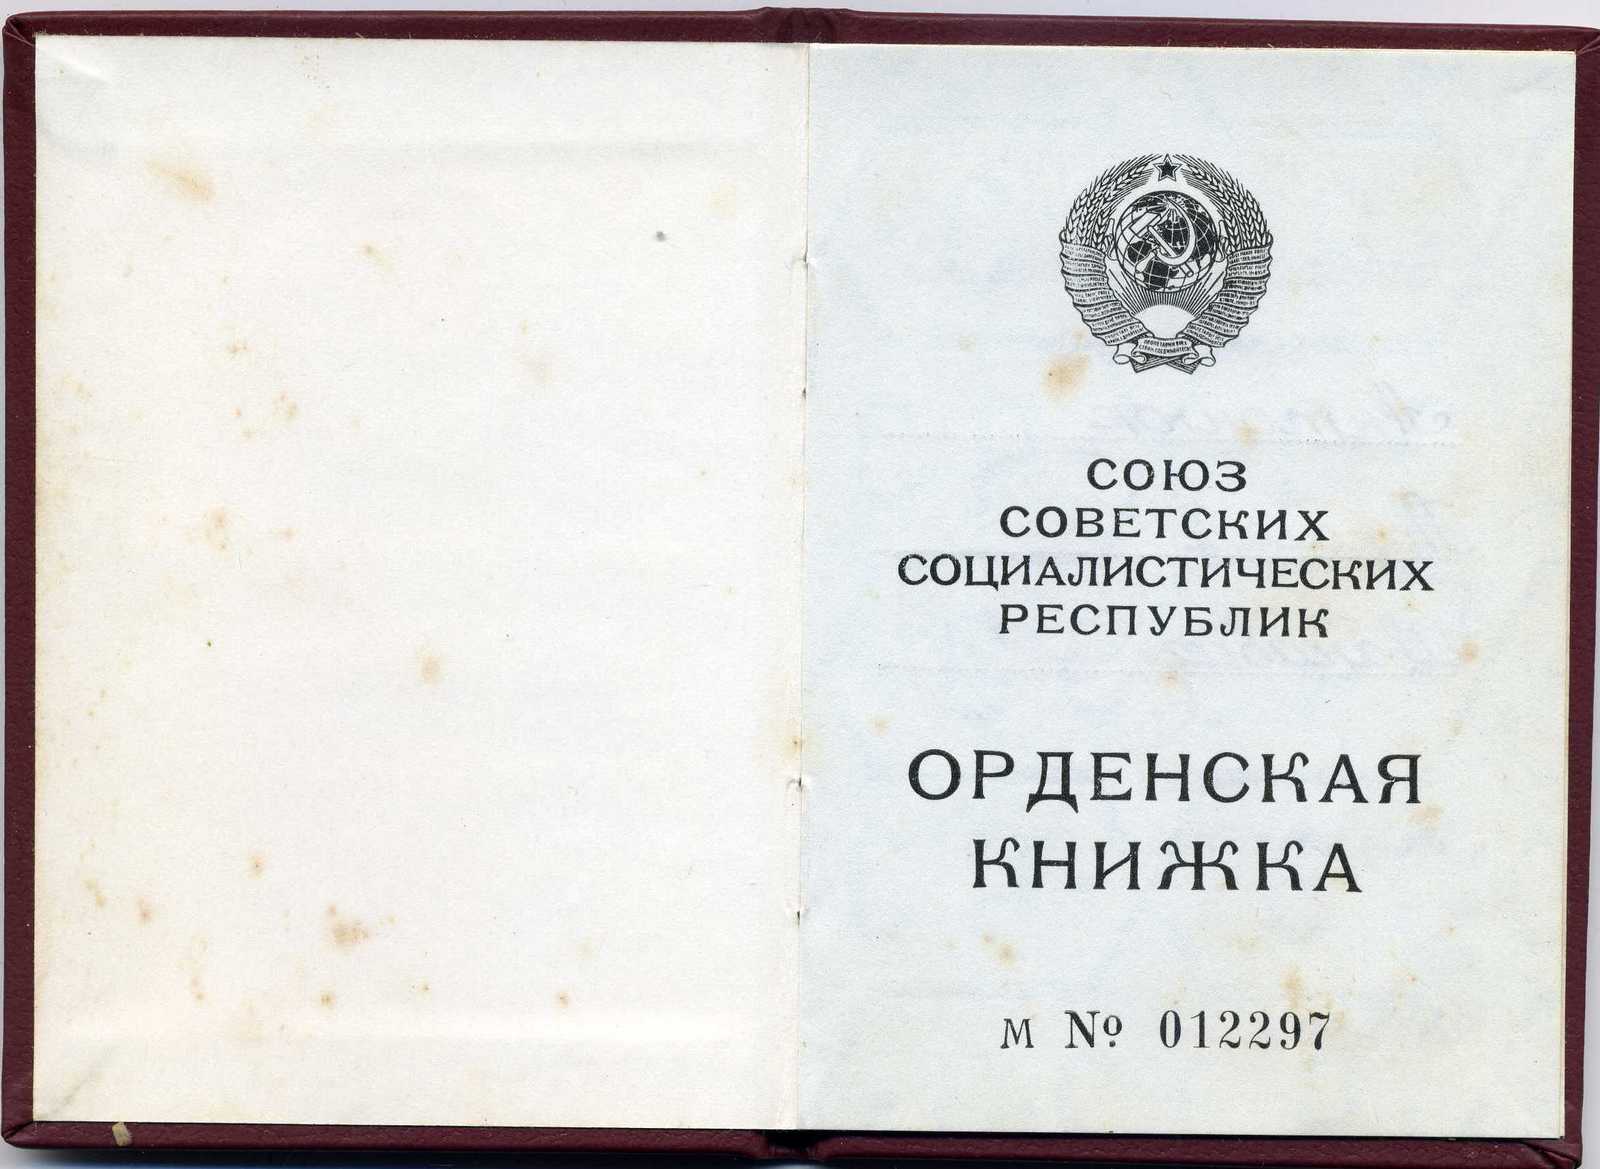 СОЮЗ
СОВЕТСКИХ
СОЦИАЛИСТИЧЕСКИХ
РЕСПУБЛИК
ОРДЕНСКАЯ
КНИЖКА
М № 012297